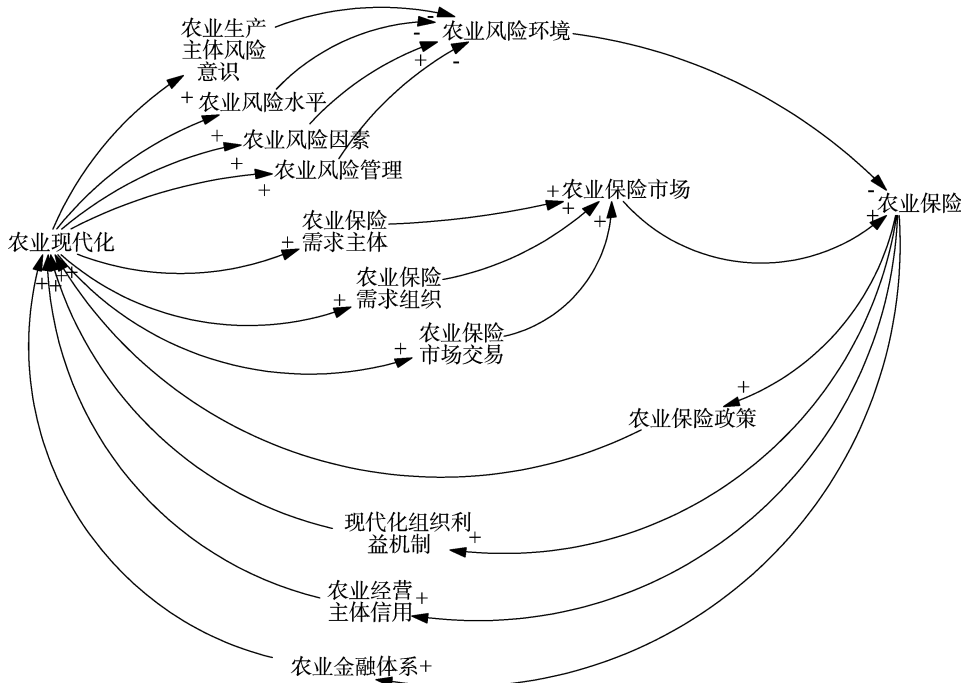 农业生产
主体风险
意识
-
农业风险环境
-
+
-
+
农业风险水平
+
农业风险因素
+
农业风险管理
+
+
农业保险市场
+
+
-
+
农业保险
农业现代化
+
农业保险
需求主体
+
农业保险
需求组织
+
农业保险
市场交易
+
+
+
+
+
农业保险政策
现代化组织利
益机制
+
农业经营
主体信用
+
农业金融体系
+